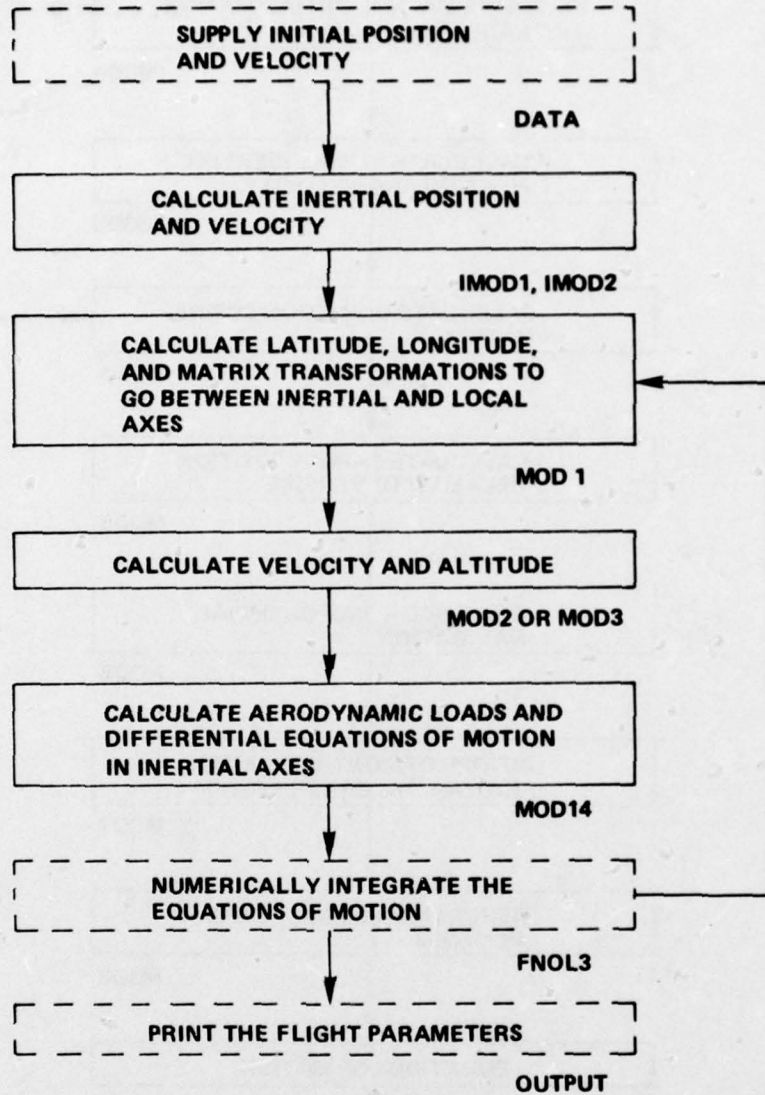 SUPPLY INITIAL POSITION
AND VELOCITY
DATA
CALCULATE INERTIAL POSITION
AND VELOCITY
IMOD1, IMOD2
CALCULATE LATITUDE, LONGITUDE,
AND MATRIX TRANSFORMATIONS TO
GO BETWEEN INERTIAL AND LOCAL
AXES
MOD 1
CALCULATE VELOCITY AND ALTITUDE
MOD2 OR MOD3
CALCULATE AERODYNAMIC LOADS AND
DIFFERENTIAL EQUATIONS OF MOTION
IN INERTIAL AXES
MOD14
NUMERICALLY INTEGRATE THE
EQUATIONS OF MOTION
FNOL3
PRINT THE FLIGHT PARAMETERS
OUTPUT